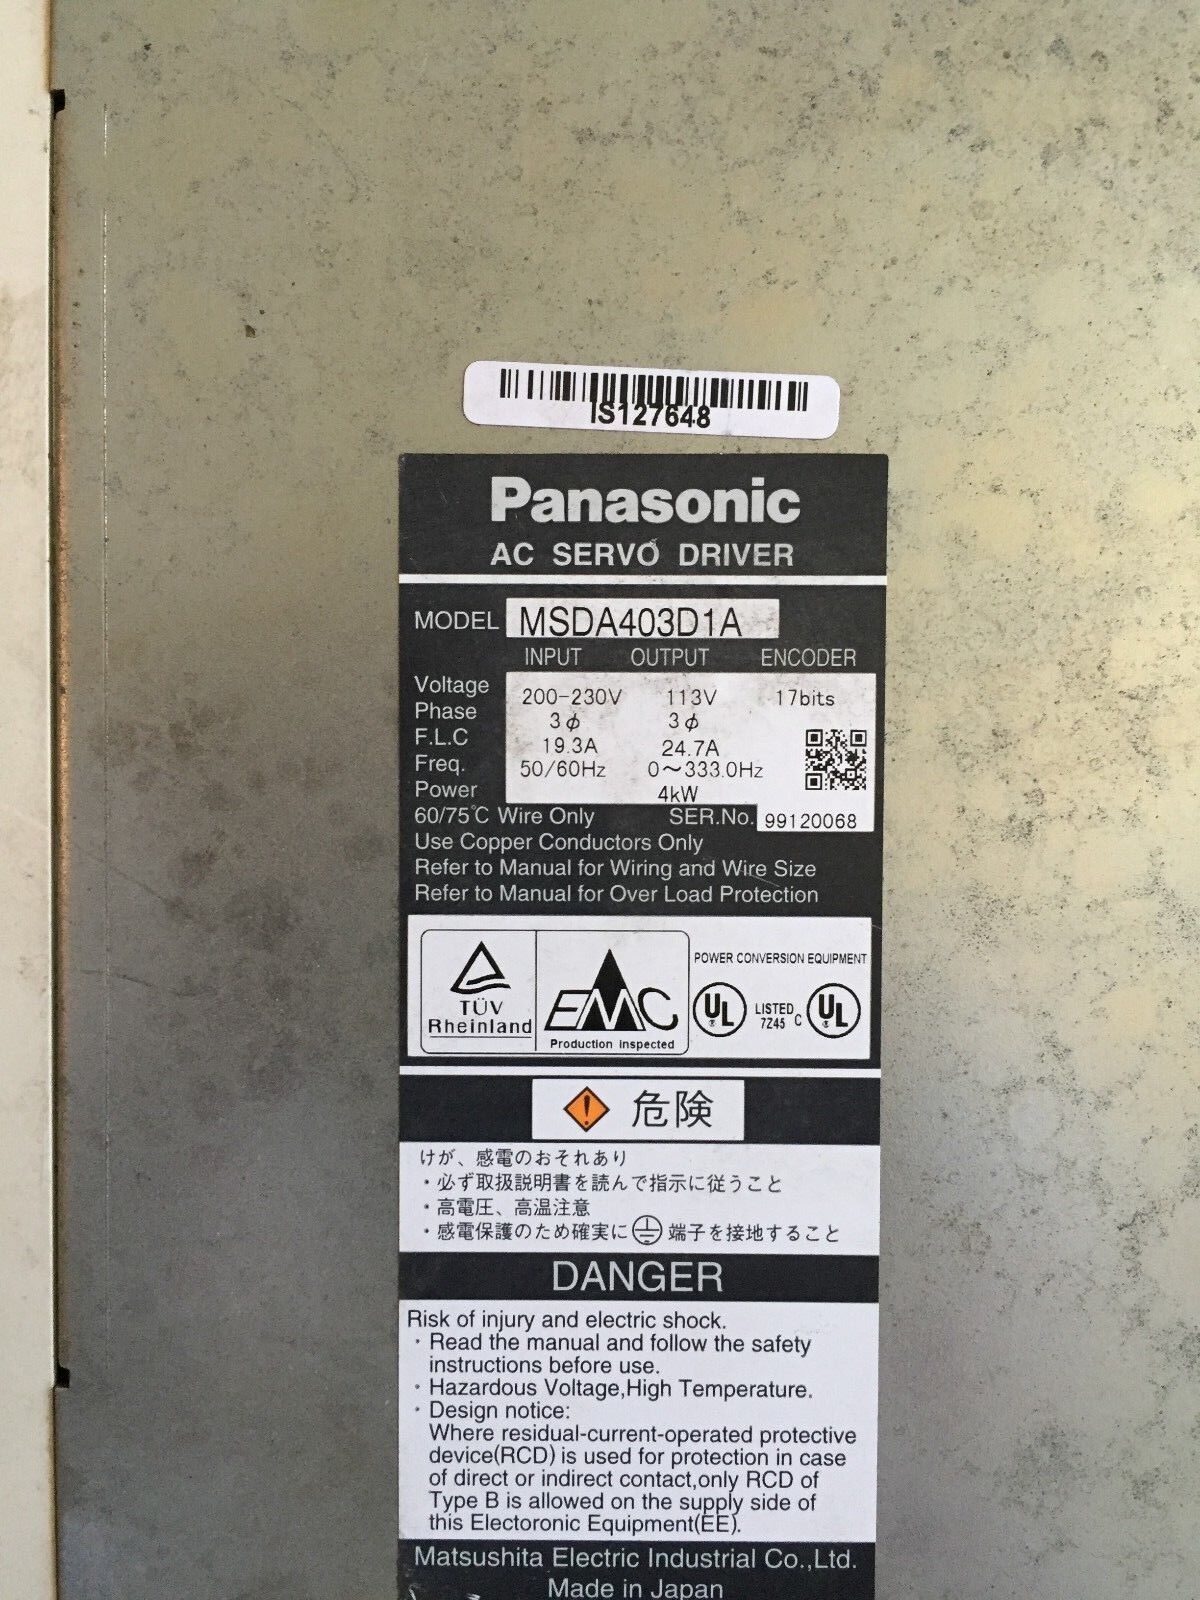 IS127648
Panasonic
AC SERVO DRIVER
MODEL MSDA403D1A
INPUT OUTPUT ENCODER
Voltage 200-230V 113V 17bits
Phase 3ϕ 3ϕ
F.L.C 19.3A 24.7A
Freq. 50/60Hz 0～333.0Hz
Power 4kW
60/75℃ Wire Only SER.No. 99120068
Use Copper Conductors Only
Refer to Manual for Wiring and Wire Size
Refer to Manual for Over Load Protection
TÜV
Rheinland
EMC
Production inspected
POWER CONVERSION EQUIPMENT
UL ® LISTED 7Z45 C UL ®
危険
けが、感電のおそれあり
・必ず取扱説明書を読んで指示に従うこと
・高電圧、高温注意
・感電保護のため確実に⏚端子を接地すること
DANGER
Risk of injury and electric shock.
・Read the manual and follow the safety
instructions before use.
・Hazardous Voltage,High Temperature.
・Design notice:
Where residual-current-operated protective
device(RCD) is used for protection in case
of direct or indirect contact,only RCD of
Type B is allowed on the supply side of
this Electoronic Equipment(EE).
Matsushita Electric Industrial Co.,Ltd.
Made in Japan